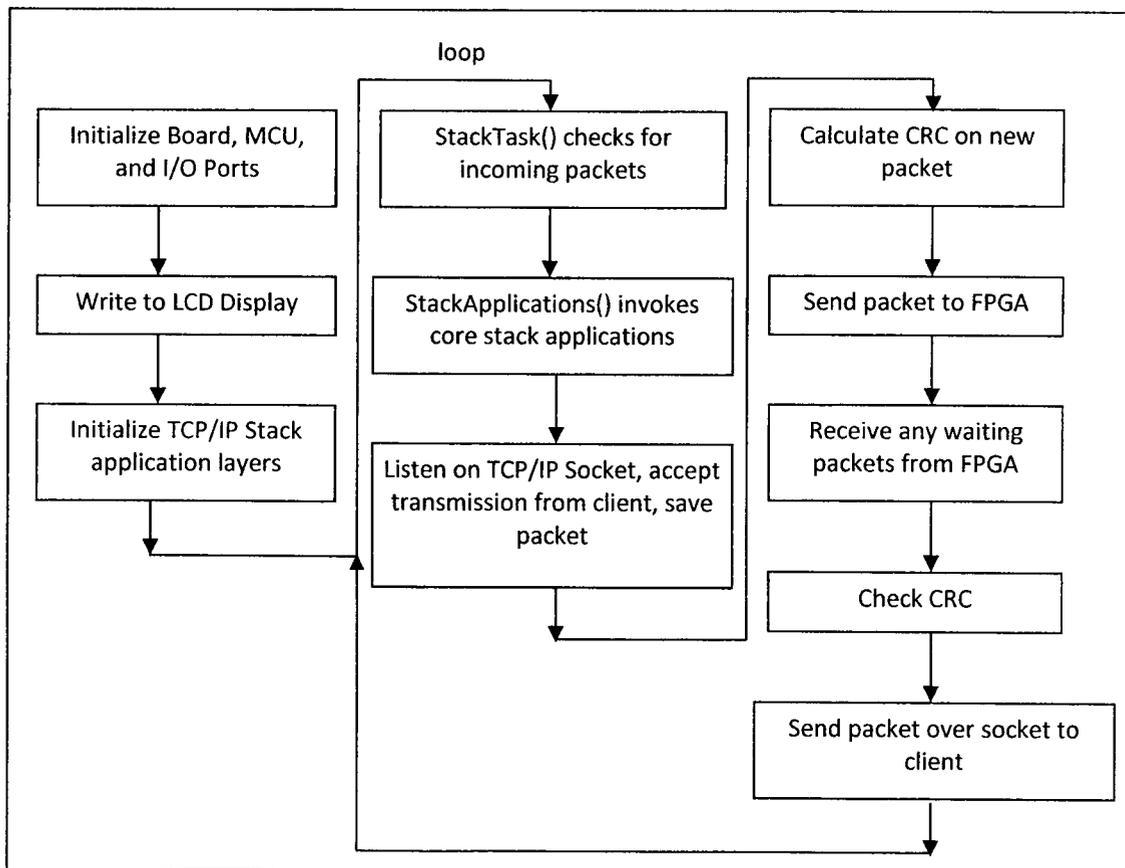 loop
Initialize Board, MCU,
and I/O Ports
Write to LCD Display
Initialize TCP/IP Stack
application layers
StackTask() checks for
incoming packets
StackApplications() invokes
core stack applications
Listen on TCP/IP Socket, accept
transmission from client, save
packet
Calculate CRC on new
packet
Send packet to FPGA
Receive any waiting
packets from FPGA
Check CRC
Send packet over socket to
client